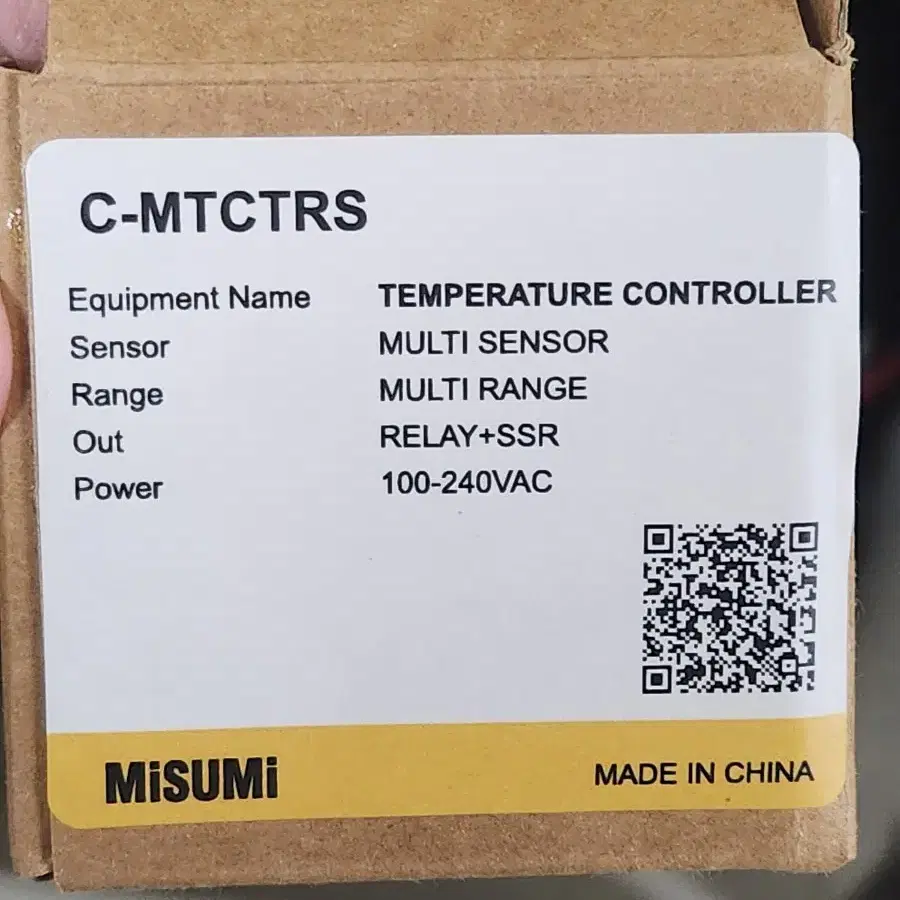 C-MTCTRS
Equipment Name TEMPERATURE CONTROLLER
Sensor MULTI SENSOR
Range MULTI RANGE
Out RELAY+SSR
Power 100-240VAC
MiSUMi MADE IN CHINA